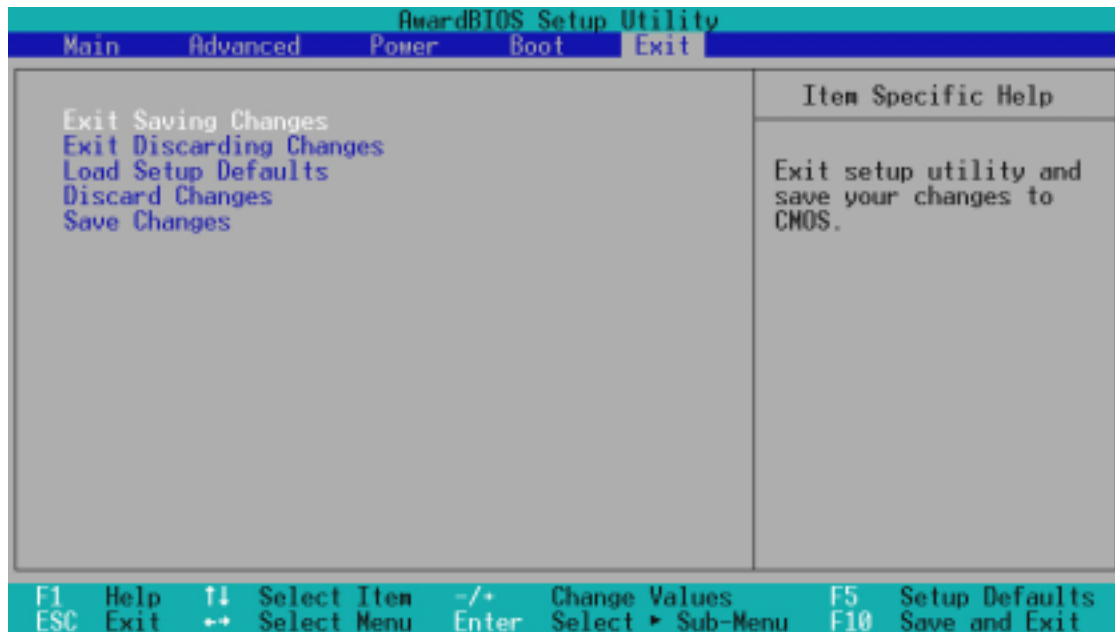 AwardBIOS Setup Utility
Main Advanced Power Boot Exit
Exit Saving Changes
Exit Discarding Changes
Load Setup Defaults
Discard Changes
Save Changes
Item Specific Help
Exit setup utility and
save your changes to
CMOS.
F1 Help ↑↓ Select Item -/+ Change Values F5 Setup Defaults
ESC Exit ←→ Select Menu Enter Select ► Sub-Menu F10 Save and Exit